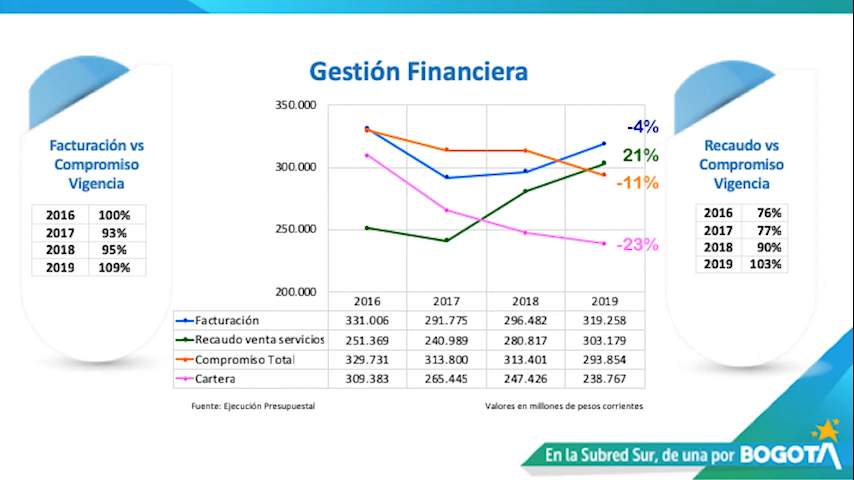 Gestión Financiera
Facturación vs
Compromiso
Vigencia
2016 100%
2017 93%
2018 95%
2019 109%
350.000
300.000
250.000
200.000
-4%
21%
-11%
-23%
2016 2017 2018 2019
Facturación 331.006 291.775 296.482 319.258
Recaudo venta servicios 251.369 240.989 280.817 303.179
Compromiso Total 329.731 313.800 313.401 293.854
Cartera 309.383 265.445 247.426 238.767
Fuente: Ejecución Presupuestal
Valores en millones de pesos corrientes
Recaudo vs
Compromiso
Vigencia
2016 76%
2017 77%
2018 90%
2019 103%
En la Subred Sur, de una por BOGOTÁ